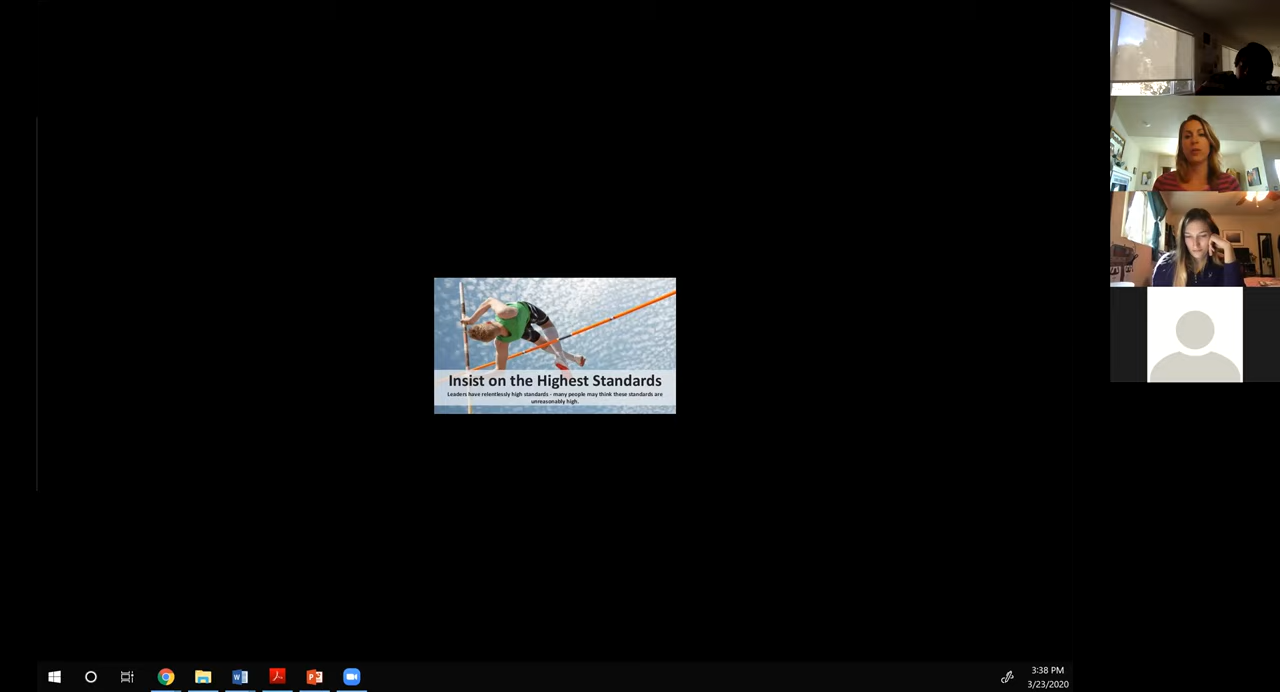 Insist on the Highest Standards
Leaders have relentlessly high standards - many people may think these standards are
unreasonably high.
3:38 PM
3/23/2020